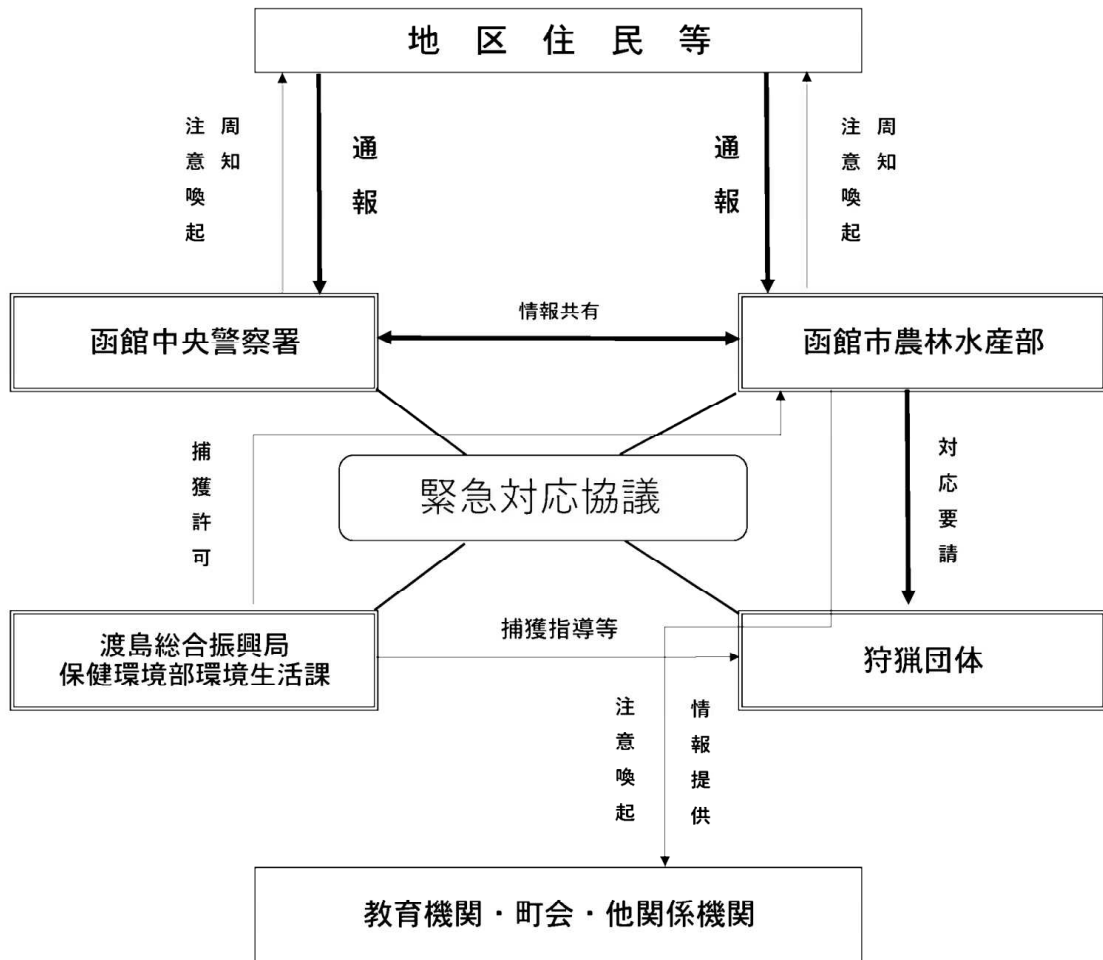 地区住民等
周知
注意喚起
通報
通報
周知
注意喚起
函館中央警察署
情報共有
函館市農林水産部
捕獲許可
緊急対応協議
対応要請
渡島総合振興局
保健環境部環境生活課
捕獲指導等
狩猟団体
注意喚起
情報提供
教育機関・町会・他関係機関